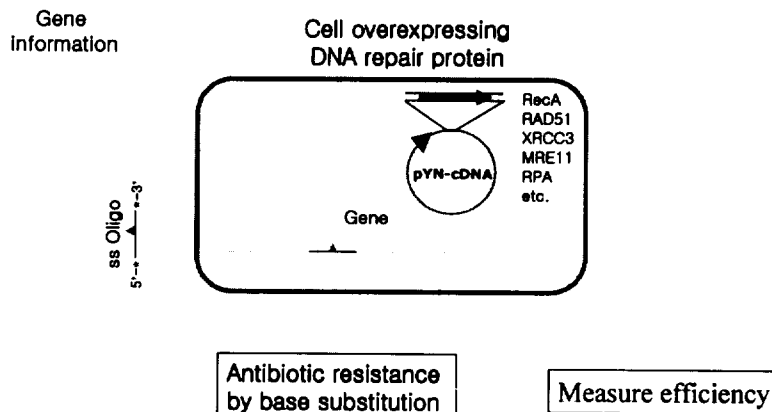 Gene
information
Cell overexpressing
DNA repair protein
RecA
RAD51
XRCC3
MRE11
RPA
etc.
pYN-cDNA
Gene
ss Oligo
5'-*
*-3'
Antibiotic resistance
by base substitution
Measure efficiency